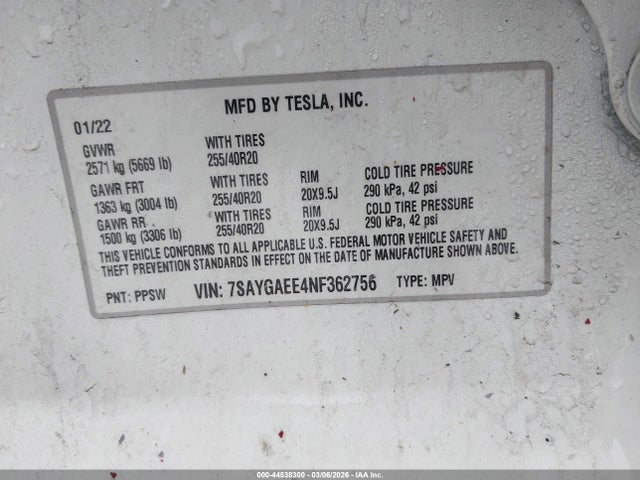 MFD BY TESLA, INC.
01/22
GVWR WITH TIRES
2571 kg (5669 lb) 255/40R20
GAWR FRT WITH TIRES RIM COLD TIRE PRESSURE
1363 kg (3004 lb) 255/40R20 20X9.5J 290 kPa, 42 psi
GAWR RR WITH TIRES RIM COLD TIRE PRESSURE
1500 kg (3306 lb) 255/40R20 20X9.5J 290 kPa, 42 psi
THIS VEHICLE CONFORMS TO ALL APPLICABLE U.S. FEDERAL MOTOR VEHICLE SAFETY AND
THEFT PREVENTION STANDARDS IN EFFECT ON THE DATE OF MANUFACTURE SHOWN ABOVE.
PNT: PPSW VIN: 7SAYGAEE4NF362756 TYPE: MPV
000-44538300 - 03/06/2026 - IAA Inc.